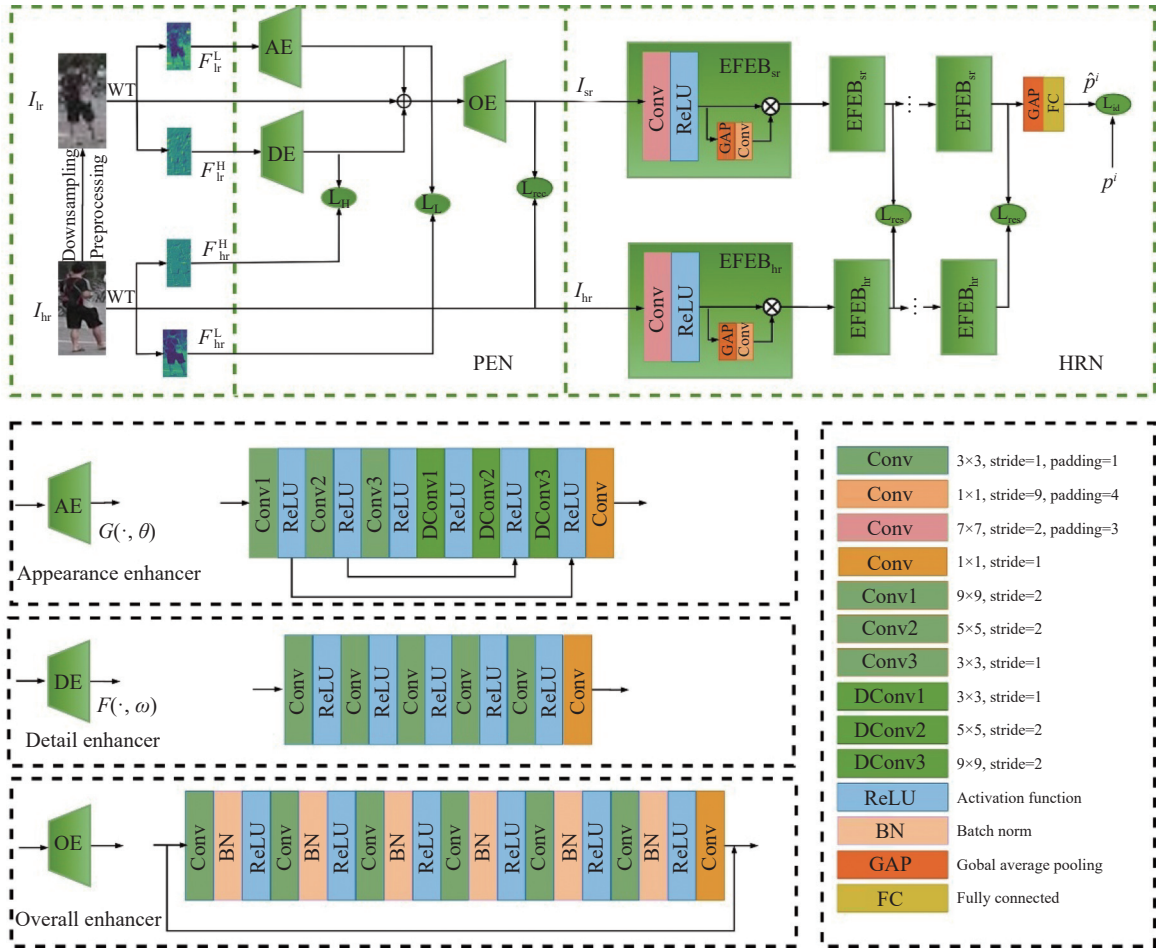 I_lr
WT
F_lr^L
AE
F_lr^H
DE
OE
L_H
L_L
L_rec
Downsampling
Preprocessing
I_hr
WT
F_hr^H
F_hr^L
PEN
I_sr
Conv
ReLU
EFEB_sr
GAP
Conv
EFEB_sr
EFEB_sr
GAP
FC
p̂^i
L_id
p^i
L_res
L_res
I_hr
Conv
ReLU
EFEB_hr
GAP
Conv
EFEB_hr
EFEB_hr
HRN
AE
G(·, θ)
Appearance enhancer
Conv1 ReLU Conv2 ReLU Conv3 ReLU DConv1 ReLU DConv2 ReLU DConv3 ReLU Conv
DE
F(·, ω)
Detail enhancer
Conv ReLU Conv ReLU Conv ReLU Conv ReLU Conv ReLU Conv
OE
Overall enhancer
Conv BN ReLU Conv BN ReLU Conv BN ReLU Conv BN ReLU Conv BN ReLU Conv BN ReLU Conv
Conv 3×3, stride=1, padding=1
Conv 1×1, stride=9, padding=4
Conv 7×7, stride=2, padding=3
Conv 1×1, stride=1
Conv1 9×9, stride=2
Conv2 5×5, stride=2
Conv3 3×3, stride=1
DConv1 3×3, stride=1
DConv2 5×5, stride=2
DConv3 9×9, stride=2
ReLU Activation function
BN Batch norm
GAP Gobal average pooling
FC Fully connected